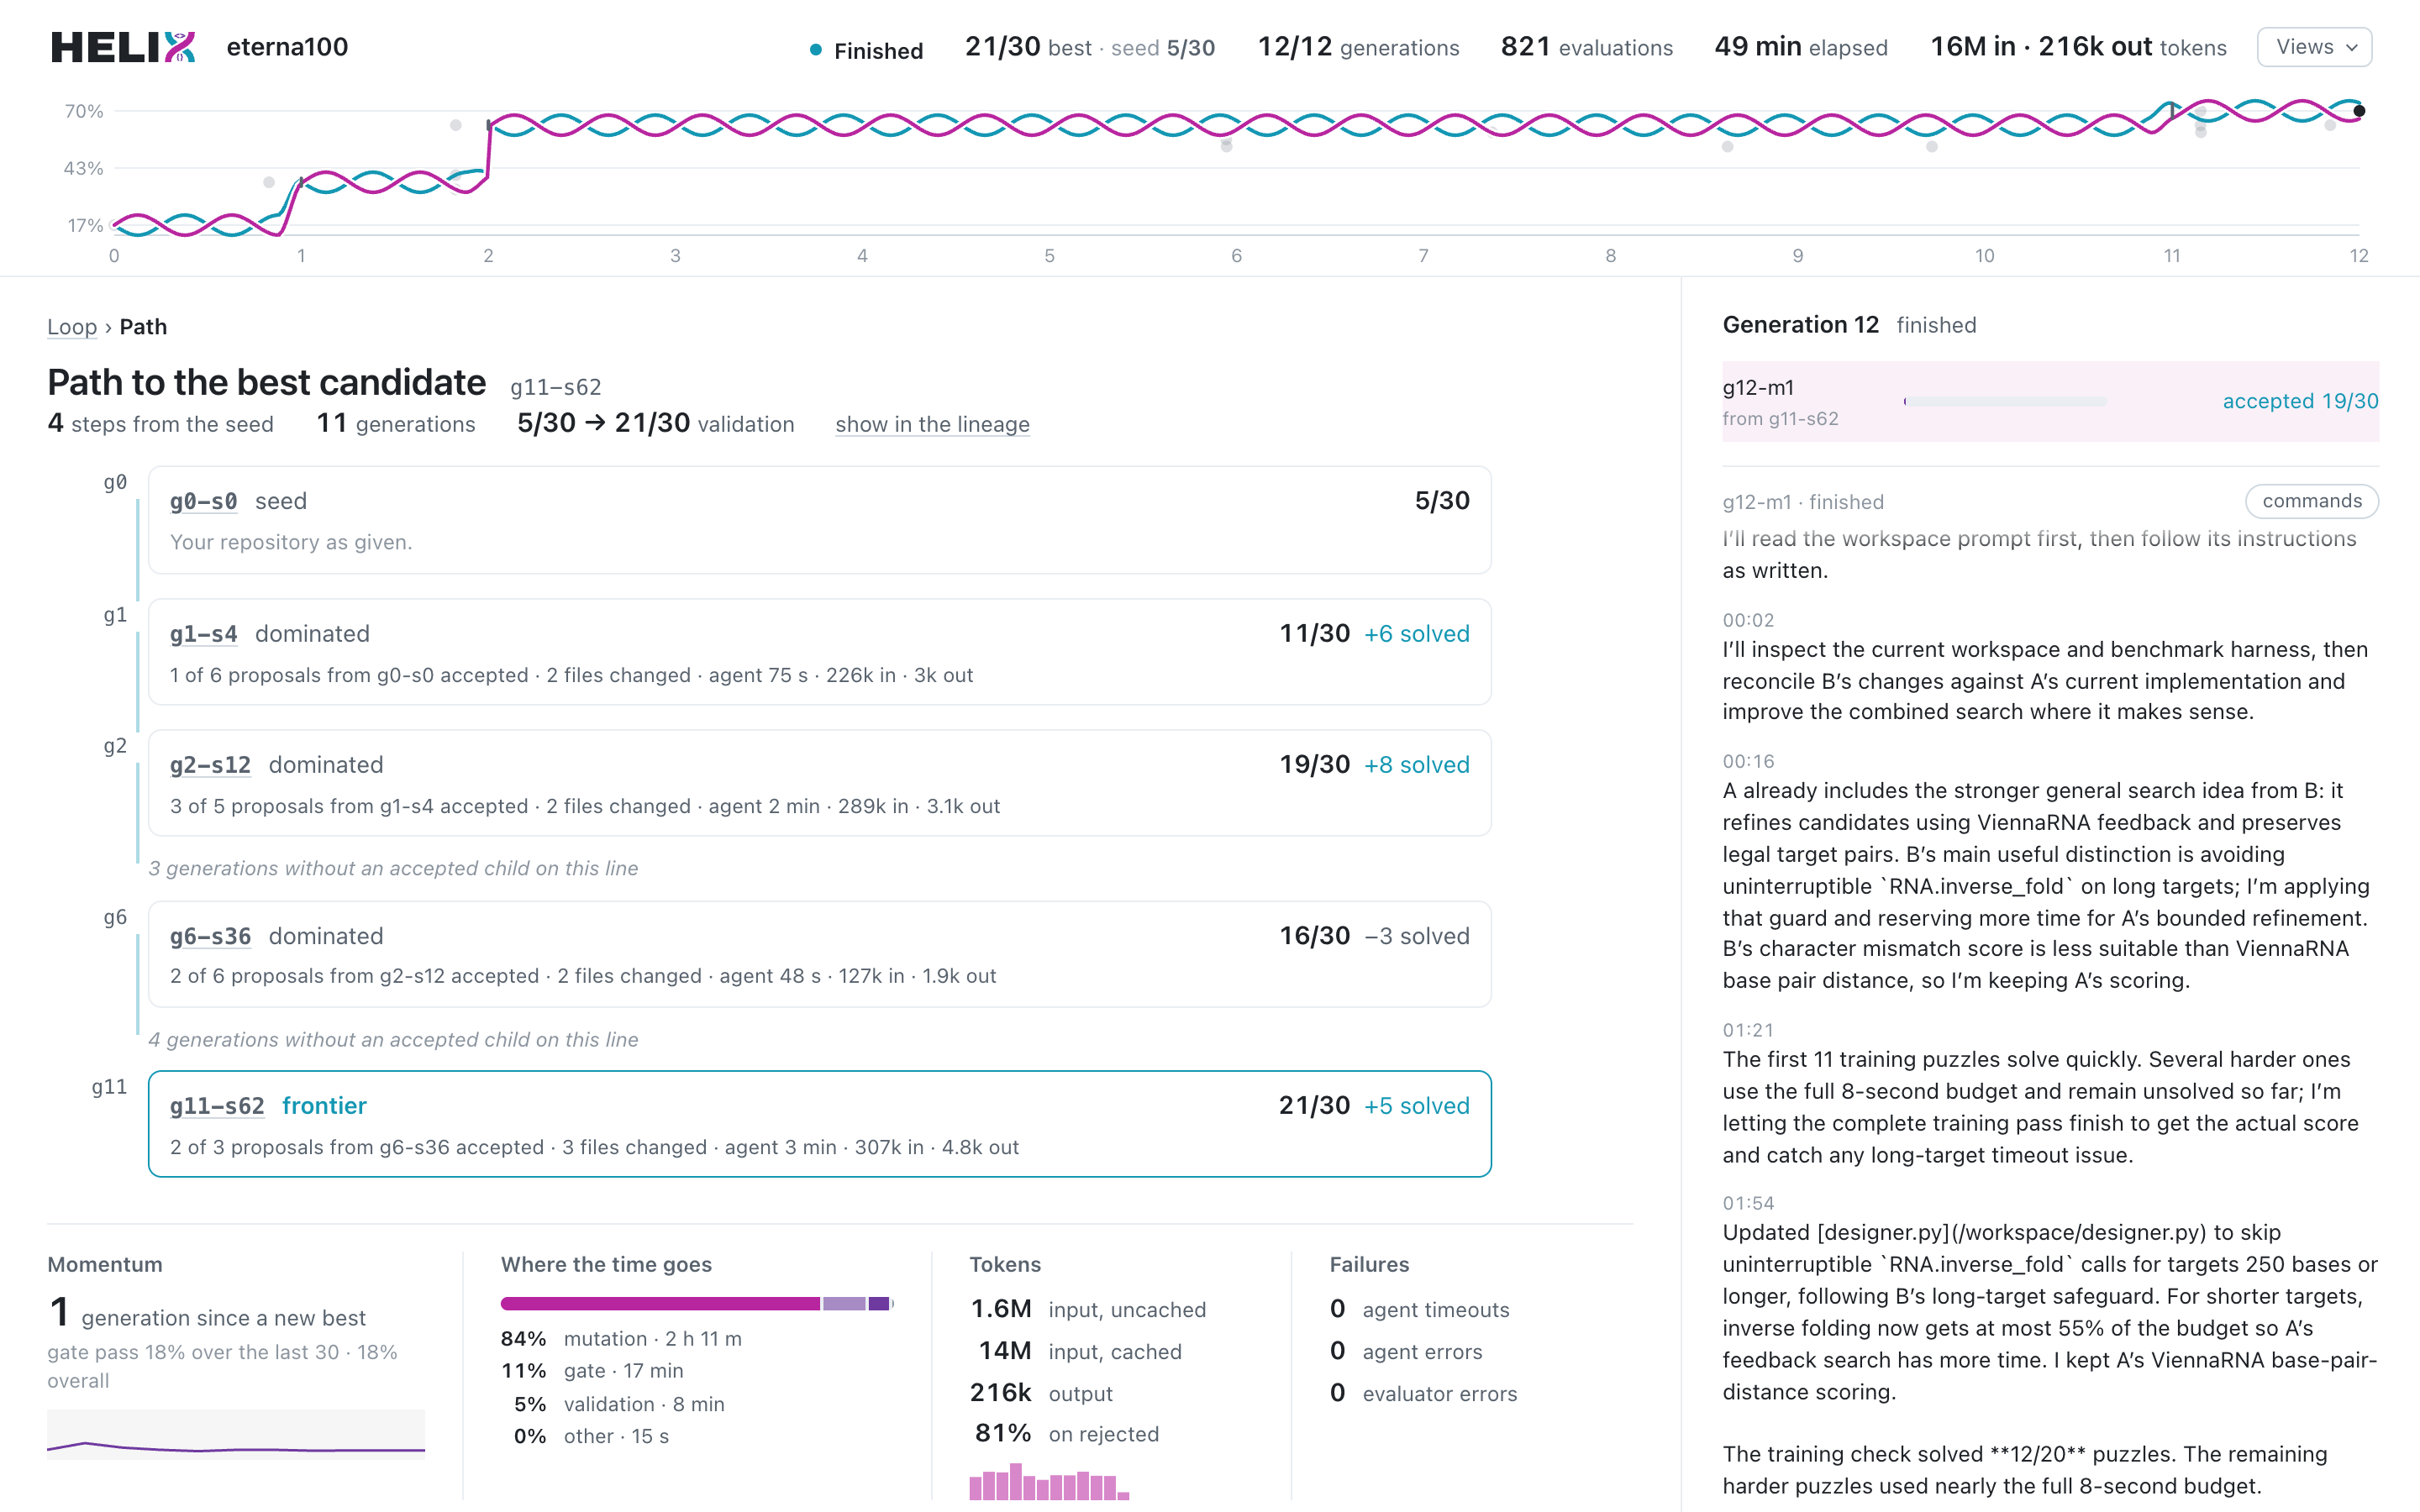 HELIX eterna100
Finished 21/30 best · seed 5/30 12/12 generations 821 evaluations 49 min elapsed 16M in · 216k out tokens Views
70%
43%
17%
0 1 2 3 4 5 6 7 8 9 10 11 12
Loop › Path
Path to the best candidate g11–s62
4 steps from the seed 11 generations 5/30 → 21/30 validation show in the lineage
g0
g0–s0 seed 5/30
Your repository as given.
g1
g1–s4 dominated 11/30 +6 solved
1 of 6 proposals from g0-s0 accepted · 2 files changed · agent 75 s · 226k in · 3k out
g2
g2–s12 dominated 19/30 +8 solved
3 of 5 proposals from g1-s4 accepted · 2 files changed · agent 2 min · 289k in · 3.1k out
3 generations without an accepted child on this line
g6
g6–s36 dominated 16/30 –3 solved
2 of 6 proposals from g2-s12 accepted · 2 files changed · agent 48 s · 127k in · 1.9k out
4 generations without an accepted child on this line
g11
g11–s62 frontier 21/30 +5 solved
2 of 3 proposals from g6-s36 accepted · 3 files changed · agent 3 min · 307k in · 4.8k out
Momentum
1 generation since a new best
gate pass 18% over the last 30 · 18%
overall
Where the time goes
84% mutation · 2 h 11 m
11% gate · 17 min
5% validation · 8 min
0% other · 15 s
Tokens
1.6M input, uncached
14M input, cached
216k output
81% on rejected
Failures
0 agent timeouts
0 agent errors
0 evaluator errors
Generation 12 finished
g12-m1
from g11-s62
accepted 19/30
g12-m1 · finished commands
I’ll read the workspace prompt first, then follow its instructions
as written.
00:02
I’ll inspect the current workspace and benchmark harness, then
reconcile B’s changes against A’s current implementation and
improve the combined search where it makes sense.
00:16
A already includes the stronger general search idea from B: it
refines candidates using ViennaRNA feedback and preserves
legal target pairs. B’s main useful distinction is avoiding
uninterruptible `RNA.inverse_fold` on long targets; I’m applying
that guard and reserving more time for A’s bounded refinement.
B’s character mismatch score is less suitable than ViennaRNA
base pair distance, so I’m keeping A’s scoring.
01:21
The first 11 training puzzles solve quickly. Several harder ones
use the full 8-second budget and remain unsolved so far; I’m
letting the complete training pass finish to get the actual score
and catch any long-target timeout issue.
01:54
Updated [designer.py](/workspace/designer.py) to skip
uninterruptible `RNA.inverse_fold` calls for targets 250 bases or
longer, following B’s long-target safeguard. For shorter targets,
inverse folding now gets at most 55% of the budget so A’s
feedback search has more time. I kept A’s ViennaRNA base-pair-
distance scoring.
The training check solved **12/20** puzzles. The remaining
harder puzzles used nearly the full 8-second budget.